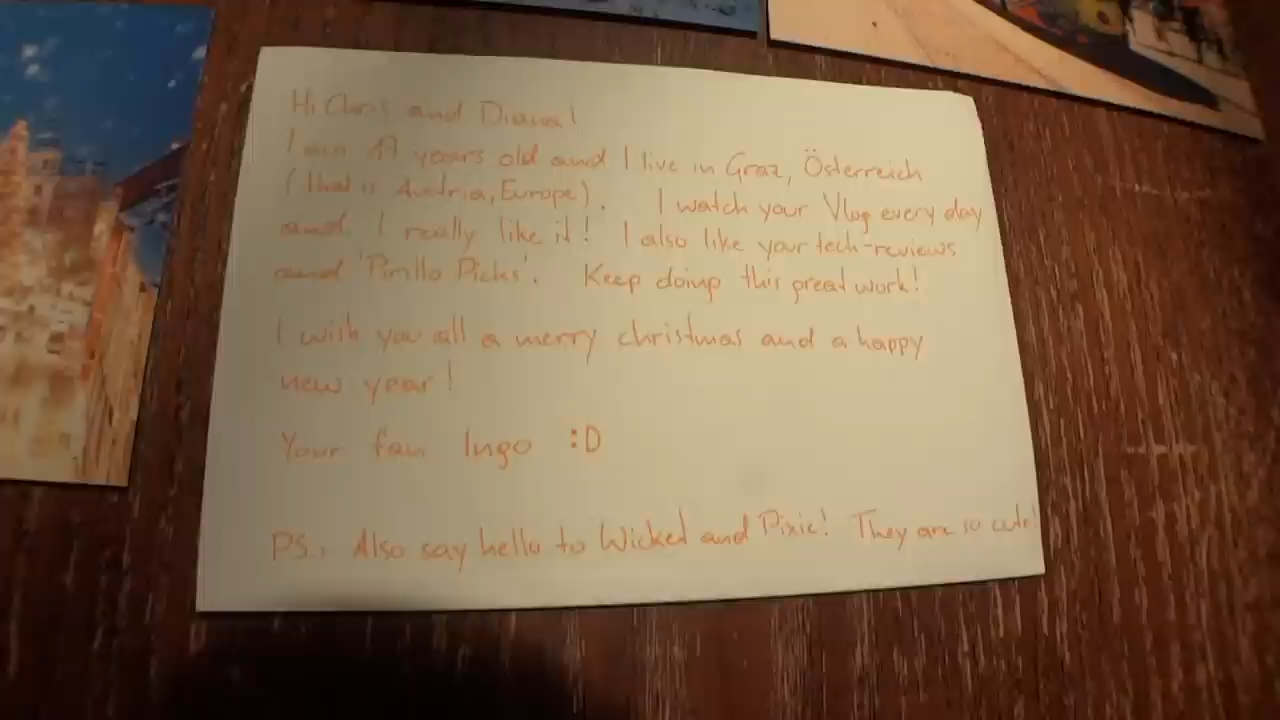 Hi Chris and Diana!
I am 17 years old and I live in Graz, Österreich
(that is Austria, Europe). I watch your Vlog every day
and I really like it! I also like your tech-reviews
and 'Pirillo Picks'. Keep doing this great work!
I wish you all a merry christmas and a happy
new year!
Your fan Ingo :D
PS: Also say hello to Wicked and Pixie! They are so cute!